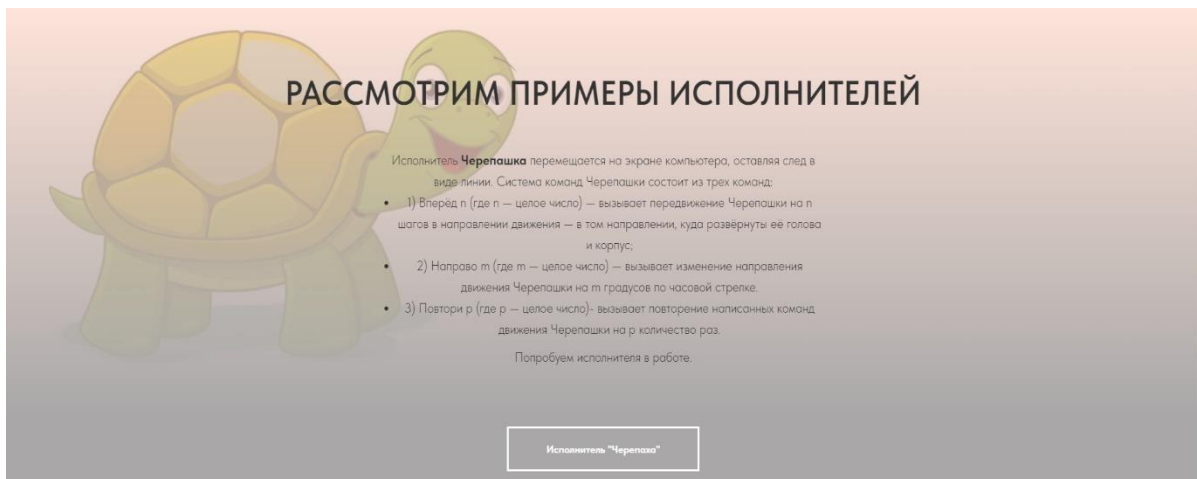 РАССМОТРИМ ПРИМЕРЫ ИСПОЛНИТЕЛЕЙ
Исполнитель Черепашка перемещается на экране компьютера, оставляя след в
виде линии. Система команд Черепашки состоит из трех команд:
• 1) Вперёд n (где n — целое число) — вызывает передвижение Черепашки на n
шагов в направлении движения — в том направлении, куда развёрнуты её голова
и корпус;
• 2) Направо m (где m — целое число) — вызывает изменение направления
движения Черепашки на m градусов по часовой стрелке.
• 3) Повтори p (где p — целое число)- вызывает повторение написанных команд
движения Черепашки на p количество раз.
Попробуем исполнителя в работе.
Исполнитель "Черепаха"